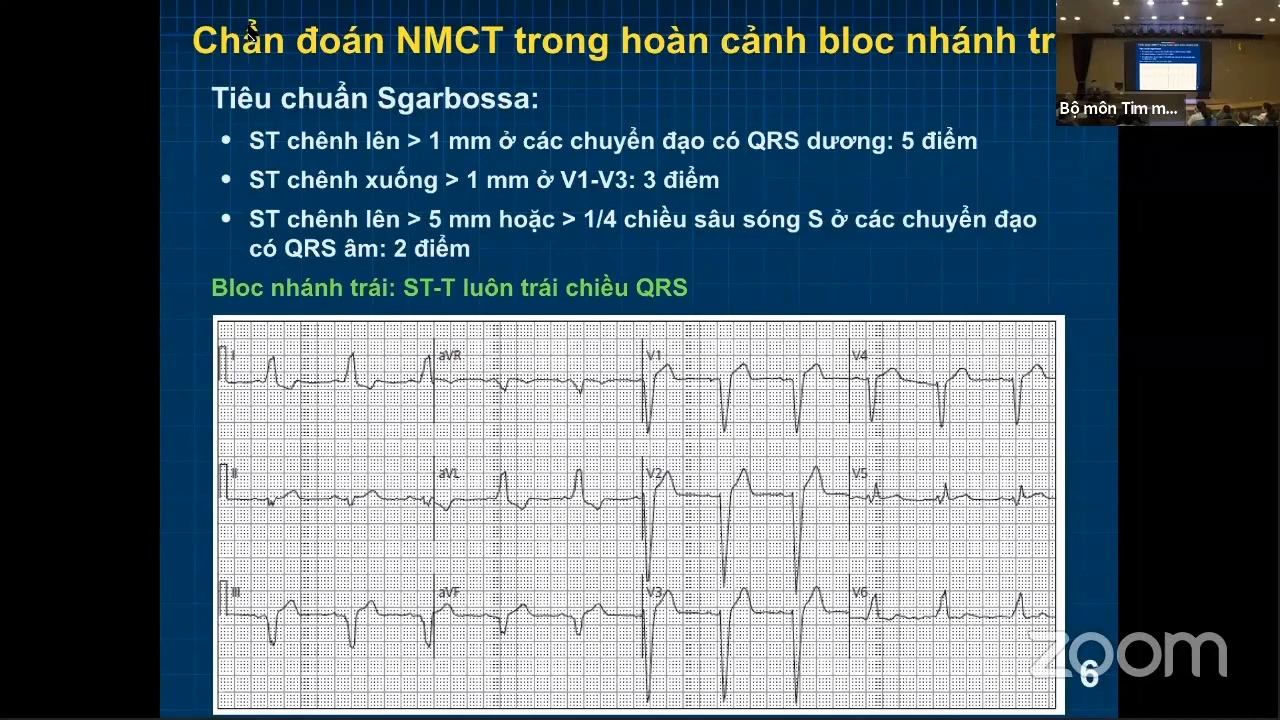 Chẩn đoán NMCT trong hoàn cảnh bloc nhánh tr
Bộ môn Tim m...
Tiêu chuẩn Sgarbossa:
• ST chênh lên > 1 mm ở các chuyển đạo có QRS dương: 5 điểm
• ST chênh xuống > 1 mm ở V1-V3: 3 điểm
• ST chênh lên > 5 mm hoặc > 1/4 chiều sâu sóng S ở các chuyển đạo
có QRS âm: 2 điểm
Bloc nhánh trái: ST-T luôn trái chiều QRS
I aVR V1 V4
II aVL V2 V5
III aVF V3 V6
zoom
6